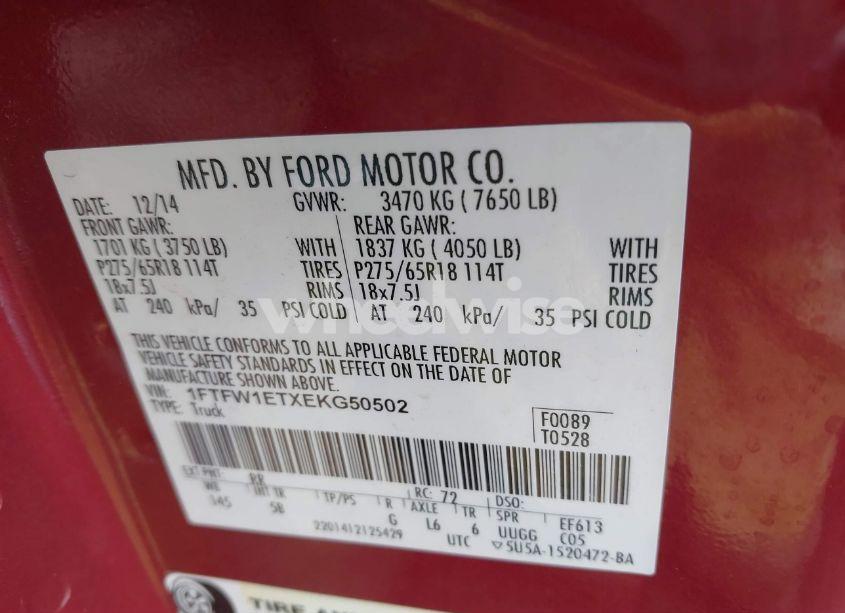 MFD. BY FORD MOTOR CO.
DATE: 12/14 GVWR: 3470 KG ( 7650 LB)
FRONT GAWR: REAR GAWR:
1701 KG ( 3750 LB) WITH 1837 KG ( 4050 LB) WITH
P275/65R18 114T TIRES P275/65R18 114T TIRES
18x7.5J RIMS 18x7.5J RIMS
AT 240 kPa/ 35 PSI COLD AT 240 kPa/ 35 PSI COLD
wheelwise
THIS VEHICLE CONFORMS TO ALL APPLICABLE FEDERAL MOTOR
VEHICLE SAFETY STANDARDS IN EFFECT ON THE DATE OF
MANUFACTURE SHOWN ABOVE.
VIN: 1FTFW1ETXEKG50502
TYPE: Truck
F0089
T0528
EXT PNT: RR RC: 72 DSO:
WB INT TR TP/PS R AXLE TR SPR EF613
145 5B G L6 6 UUGG C05
2201412125429 UTC 5U5A-1520472-BA
TIRE AN